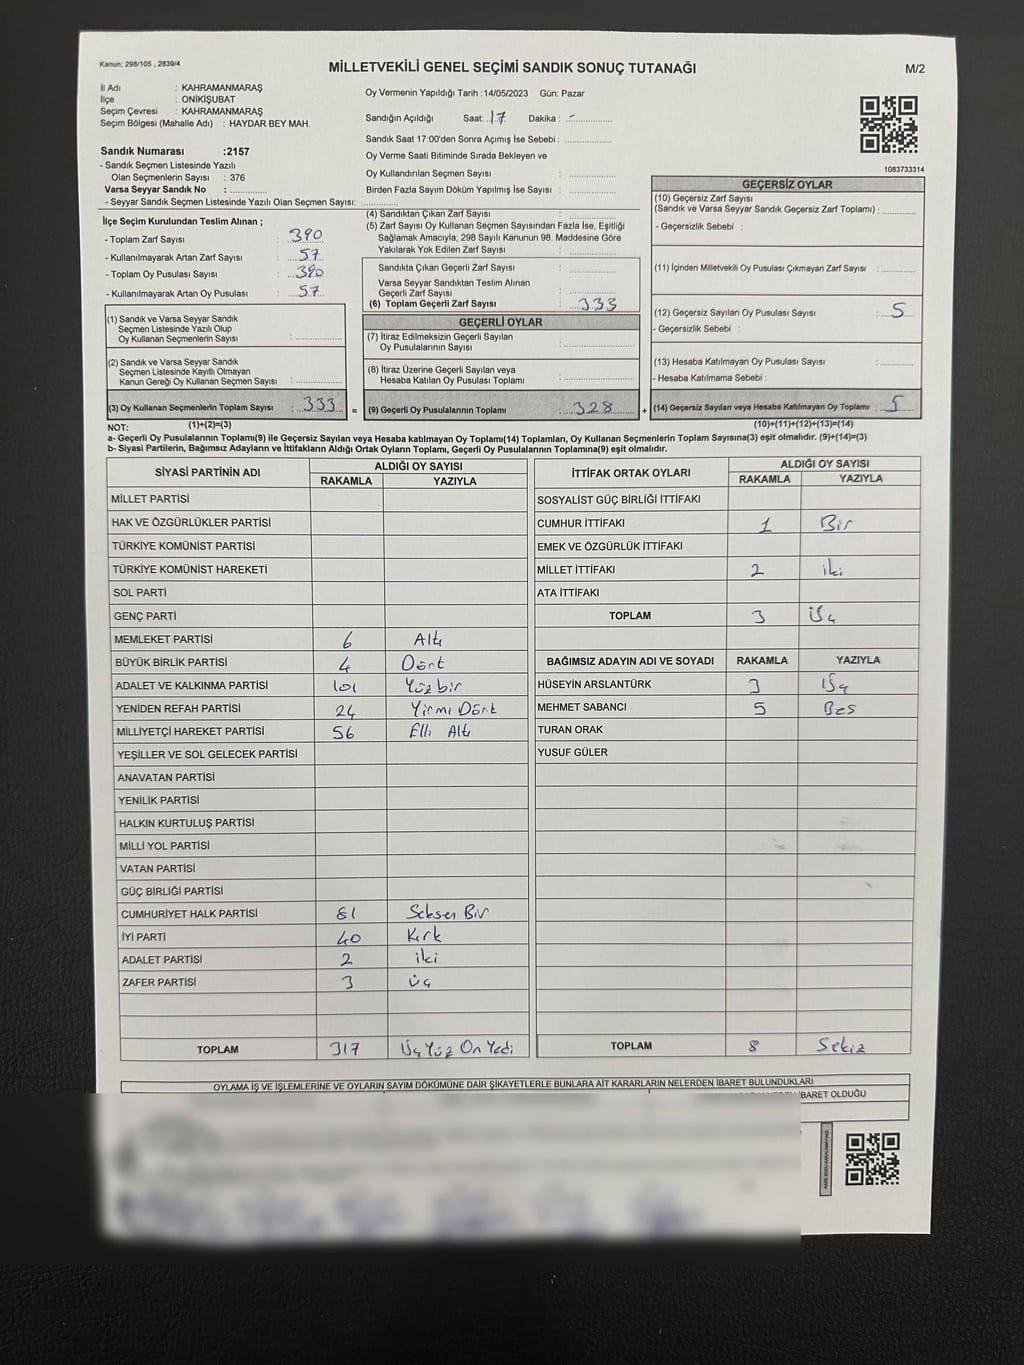 Kanun; 298/105 , 2839/4
MİLLETVEKİLİ GENEL SEÇİMİ SANDIK SONUÇ TUTANAĞI
M/2
İl Adı : KAHRAMANMARAŞ
İlçe : ONİKİŞUBAT
Seçim Çevresi : KAHRAMANMARAŞ
Seçim Bölgesi (Mahalle Adı) : HAYDAR BEY MAH.
Sandık Numarası :2157
- Sandık Seçmen Listesinde Yazılı
Olan Seçmenlerin Sayısı : 376
Varsa Seyyar Sandık No : ............
- Seyyar Sandık Seçmen Listesinde Yazılı Olan Seçmen Sayısı: ............
Oy Vermenin Yapıldığı Tarih :14/05/2023 Gün: Pazar
Sandığın Açıldığı Saat: 17 Dakika : -
Sandık Saat 17:00'den Sonra Açımış İse Sebebi : ............
Oy Verme Saati Bitiminde Sırada Bekleyen ve
Oy Kullandırılan Seçmen Sayısı : ............
Birden Fazla Sayım Döküm Yapılmış İse Sayısı : ............
1083733314
İlçe Seçim Kurulundan Teslim Alınan ;
- Toplam Zarf Sayısı : 390
- Kullanılmayarak Artan Zarf Sayısı : 57
- Toplam Oy Pusulası Sayısı : 390
- Kullanılmayarak Artan Oy Pusulası : 57
(1) Sandık ve Varsa Seyyar Sandık
Seçmen Listesinde Yazılı Olup
Oy Kullanan Seçmenlerin Sayısı : ............
(2) Sandık ve Varsa Seyyar Sandık
Seçmen Listesinde Kayıtlı Olmayan
Kanun Gereği Oy Kullanan Seçmen Sayısı : ............
(3) Oy Kullanan Seçmenlerin Toplam Sayısı : 333 =
(1)+(2)=(3)
(4) Sandıktan Çıkan Zarf Sayısı : ............
(5) Zarf Sayısı Oy Kullanan Seçmen Sayısından Fazla İse, Eşitliği
Sağlamak Amacıyla; 298 Sayılı Kanunun 98. Maddesine Göre
Yakılarak Yok Edilen Zarf Sayısı : ............
Sandıkta Çıkan Geçerli Zarf Sayısı : ............
Varsa Seyyar Sandıktan Teslim Alınan
Geçerli Zarf Sayısı : ............
(6) Toplam Geçerli Zarf Sayısı : 333
GEÇERLİ OYLAR
(7) İtiraz Edilmeksizin Geçerli Sayılan
Oy Pusulalarının Sayısı : ............
(8) İtiraz Üzerine Geçerli Sayılan veya
Hesaba Katılan Oy Pusulası Toplamı : ............
(9) Geçerli Oy Pusulalarının Toplamı : 328 +
GEÇERSİZ OYLAR
(10) Geçersiz Zarf Sayısı
(Sandık ve Varsa Seyyar Sandık Geçersiz Zarf Toplamı) : ............
- Geçersizlik Sebebi :
(11) İçinden Milletvekili Oy Pusulası Çıkmayan Zarf Sayısı : ............
(12) Geçersiz Sayılan Oy Pusulası Sayısı : 5
- Geçersizlik Sebebi :
(13) Hesaba Katılmayan Oy Pusulası Sayısı : ............
- Hesaba Katılmama Sebebi :
(14) Geçersiz Sayılan veya Hesaba Katılmayan Oy Toplamı : 5
(10)+(11)+(12)+(13)=(14)
NOT:
a- Geçerli Oy Pusulalarının Toplamı(9) ile Geçersiz Sayılan veya Hesaba katılmayan Oy Toplamı(14) Toplamları, Oy Kullanan Seçmenlerin Toplam Sayısına(3) eşit olmalıdır. (9)+(14)=(3)
b- Siyasi Partilerin, Bağımsız Adayların ve İttifakların Aldığı Ortak Oyların Toplamı, Geçerli Oy Pusulalarının Toplamına(9) eşit olmalıdır.
SİYASİ PARTİNİN ADI ALDIĞI OY SAYISI
RAKAMLA YAZIYLA
MİLLET PARTİSİ
HAK VE ÖZGÜRLÜKLER PARTİSİ
TÜRKİYE KOMÜNİST PARTİSİ
TÜRKİYE KOMÜNİST HAREKETİ
SOL PARTİ
GENÇ PARTİ
MEMLEKET PARTİSİ 6 Altı
BÜYÜK BİRLİK PARTİSİ 4 Dört
ADALET VE KALKINMA PARTİSİ 101 Yüzbir
YENİDEN REFAH PARTİSİ 24 Yirmi Dört
MİLLİYETÇİ HAREKET PARTİSİ 56 Elli Altı
YEŞİLLER VE SOL GELECEK PARTİSİ
ANAVATAN PARTİSİ
YENİLİK PARTİSİ
HALKIN KURTULUŞ PARTİSİ
MİLLİ YOL PARTİSİ
VATAN PARTİSİ
GÜÇ BİRLİĞİ PARTİSİ
CUMHURİYET HALK PARTİSİ 81 Seksen Bir
İYİ PARTİ 40 Kırk
ADALET PARTİSİ 2 iki
ZAFER PARTİSİ 3 üç
TOPLAM 317 Üç Yüz On Yedi
İTTİFAK ORTAK OYLARI ALDIĞI OY SAYISI
RAKAMLA YAZIYLA
SOSYALİST GÜÇ BİRLİĞİ İTTİFAKI
CUMHUR İTTİFAKI 1 Bir
EMEK VE ÖZGÜRLÜK İTTİFAKI
MİLLET İTTİFAKI 2 iki
ATA İTTİFAKI
TOPLAM 3 üç
BAĞIMSIZ ADAYIN ADI VE SOYADI RAKAMLA YAZIYLA
HÜSEYİN ARSLANTÜRK 3 Üç
MEHMET SABANCI 5 Beş
TURAN ORAK
YUSUF GÜLER
TOPLAM 8 Sekiz
OYLAMA İŞ VE İŞLEMLERİNE VE OYLARIN SAYIM DÖKÜMÜNE DAİR ŞİKAYETLERLE BUNLARA AİT KARARLARIN NELERDEN İBARET BULUNDUKLARI
İBARET OLDUĞU